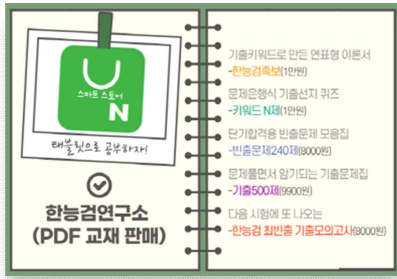 U
스마트 스토어
N
태블릿으로 공부하자!
한능검연구소
(PDF 교재 판매)
기출키워드로 만든 연표형 이론서
-한능검족보(1만원)
문제은행식 기출선지 퀴즈
-키워드 N제(1만원)
단기합격용 빈출문제 모음집
-빈출문제240제(8000원)
문제풀면서 암기되는 기출문제집
-기출500제(9900원)
다음 시험에 또 나오는
-한능검 최빈출 기출모의고사(8000원)